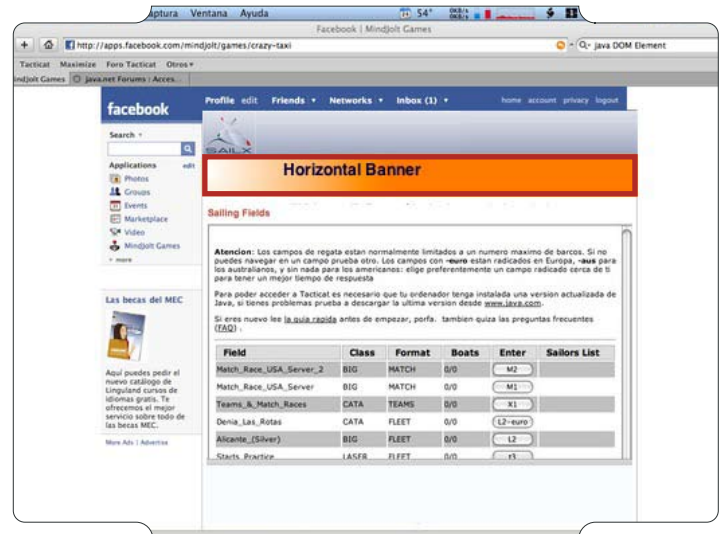 aptura Ventana Ayuda 54°
Facebook | Mindjolt Games
http://apps.facebook.com/mindjolt/games/crazy-taxi java DOM Element
Tacticat Maximize Foro Tacticat Otros
indjolt Games java.net Forums : Acces...
facebook Profile edit Friends Networks Inbox (1) home account privacy logout
Search
Applications edit
Photos
Groups
Events
Marketplace
Video
Mindjolt Games
more
Las becas del MEC
Aquí puedes pedir el
nuevo catálogo de
Linguland cursos de
idiomas gratis. Te
ofrecemos el mejor
servicio sobre todo de
las becas MEC.
More Ads | Advertise
SAILX
Horizontal Banner
Sailing Fields
Atencion: Los campos de regata estan normalmente limitados a un numero maximo de barcos. Si no
puedes navegar en un campo prueba otro. Los campos con -euro estan radicados en Europa, -aus para
los australianos, y sin nada para los americanos: elige preferentemente un campo radicado cerca de ti
para tener un mejor tiempo de respuesta
Para poder acceder a Tacticat es necesario que tu ordenador tenga instalada una version actualizada de
Java, si tienes problemas prueba a descargar la ultima version desde www.java.com.
Si eres nuevo lee la guia rapida antes de empezar, porfa. tambien quiza las preguntas frecuentes
(FAQ) .
Field Class Format Boats Enter Sailors List
Match_Race_USA_Server_2 BIG MATCH 0/0 M2
Match_Race_USA_Server BIG MATCH 0/0 M1
Teams_&_Match_Races CATA TEAMS 0/0 X1
Denia_Las_Rotas CATA FLEET 0/0 L2-euro
Alicante_(Silver) BIG FLEET 0/0 L2
Starts_Practice LASER FLEET 0/0 t3